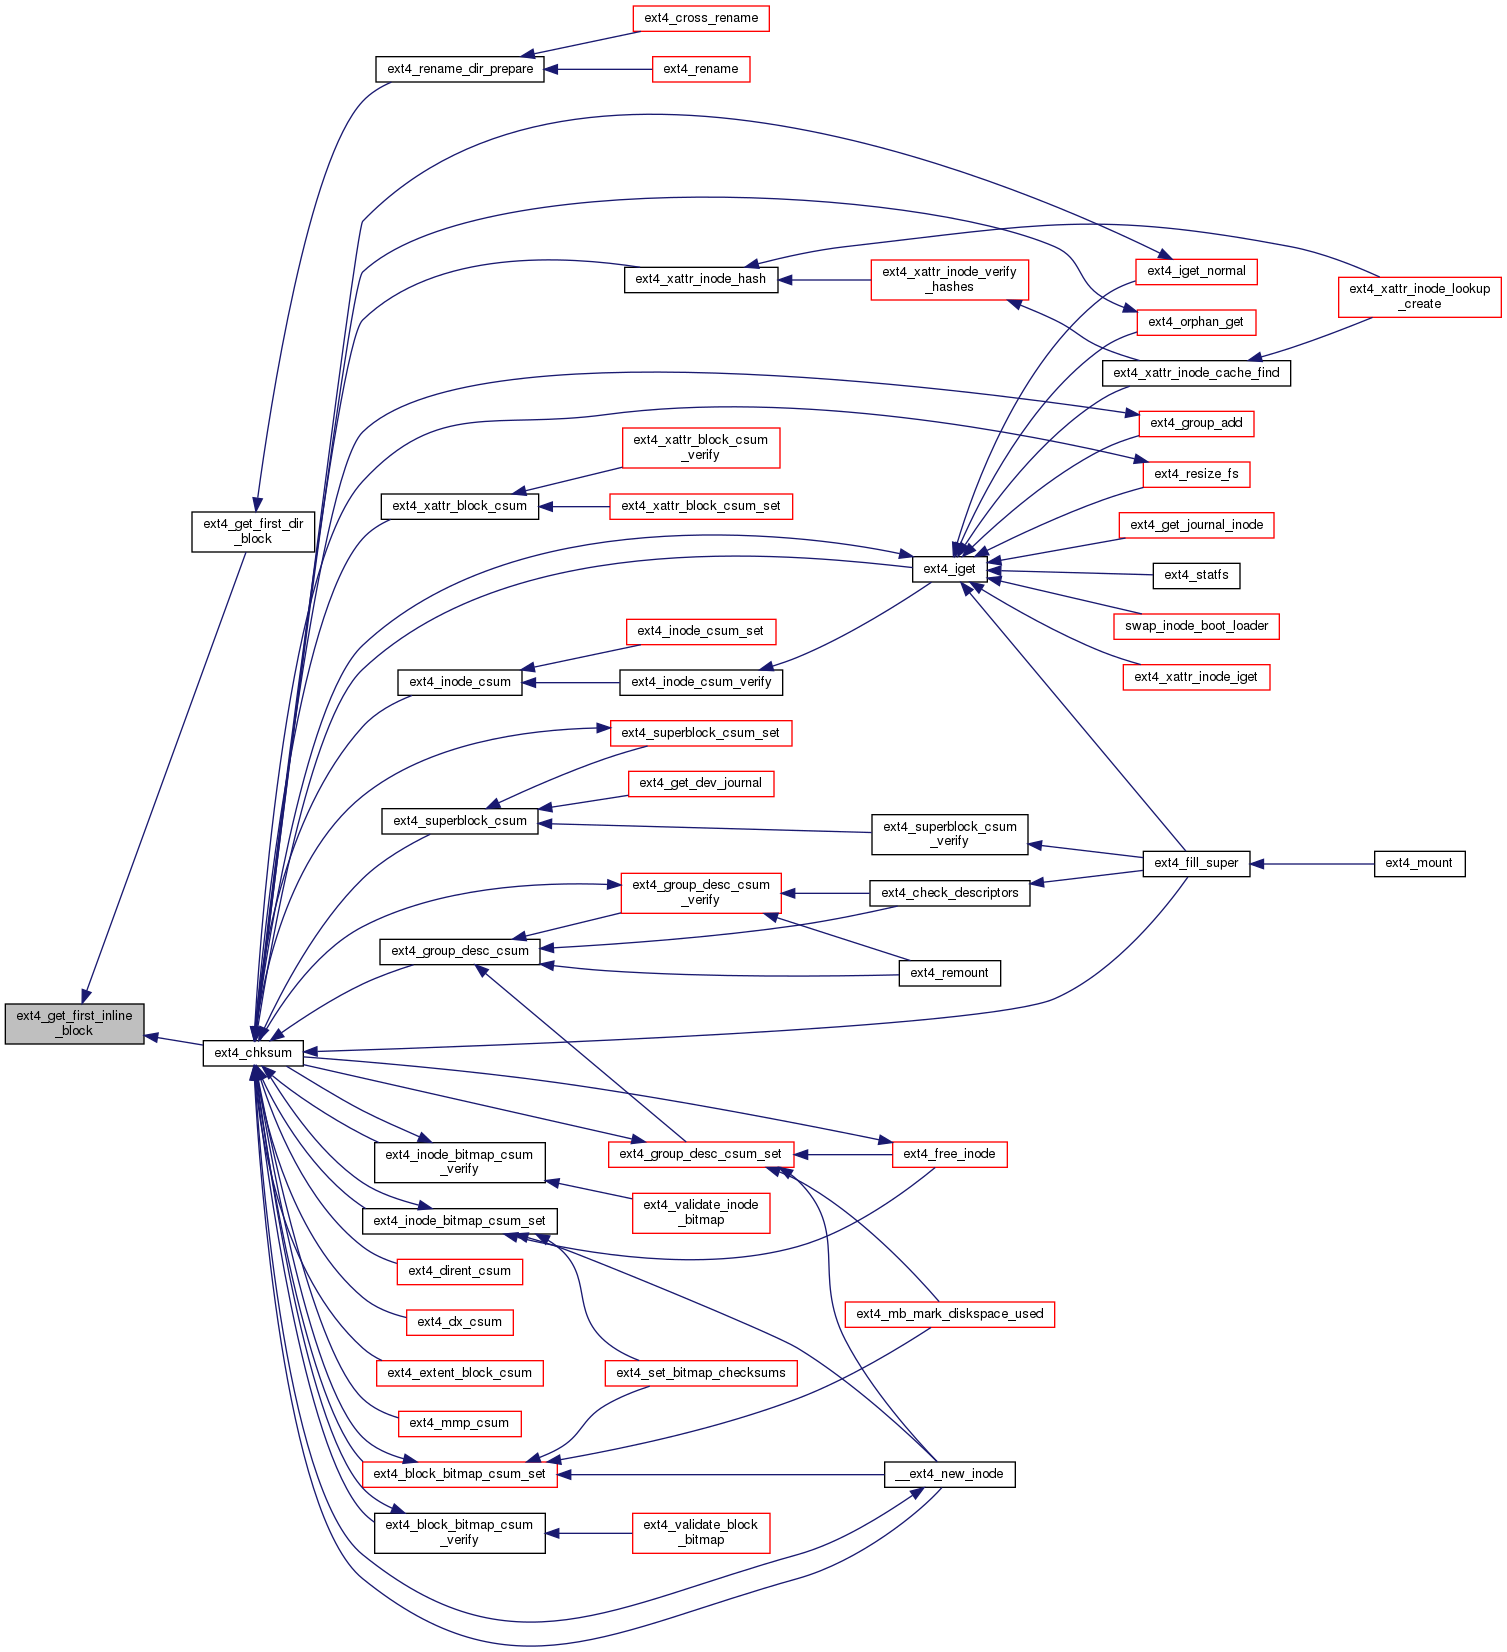 ext4_cross_rename
ext4_rename_dir_prepare
ext4_rename
ext4_iget_normal
ext4_xattr_inode_hash
ext4_xattr_inode_verify
_hashes
ext4_xattr_inode_lookup
_create
ext4_orphan_get
ext4_xattr_inode_cache_find
ext4_group_add
ext4_xattr_block_csum
_verify
ext4_resize_fs
ext4_xattr_block_csum
ext4_xattr_block_csum_set
ext4_get_first_dir
_block
ext4_get_journal_inode
ext4_iget
ext4_statfs
ext4_inode_csum_set
swap_inode_boot_loader
ext4_inode_csum
ext4_inode_csum_verify
ext4_xattr_inode_iget
ext4_superblock_csum_set
ext4_get_dev_journal
ext4_superblock_csum
ext4_superblock_csum
_verify
ext4_fill_super
ext4_mount
ext4_group_desc_csum
_verify
ext4_check_descriptors
ext4_group_desc_csum
ext4_remount
ext4_get_first_inline
_block
ext4_chksum
ext4_inode_bitmap_csum
_verify
ext4_group_desc_csum_set
ext4_free_inode
ext4_validate_inode
_bitmap
ext4_inode_bitmap_csum_set
ext4_dirent_csum
ext4_dx_csum
ext4_mb_mark_diskspace_used
ext4_extent_block_csum
ext4_set_bitmap_checksums
ext4_mmp_csum
ext4_block_bitmap_csum_set
__ext4_new_inode
ext4_block_bitmap_csum
_verify
ext4_validate_block
_bitmap